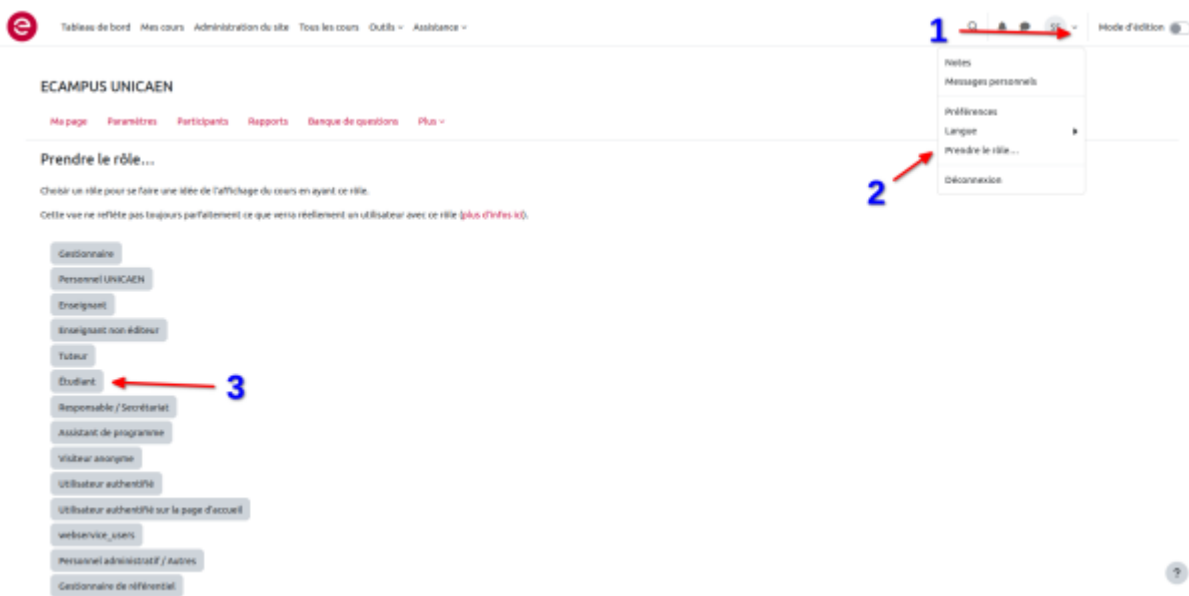 e Tableau de bord Mes cours Administration du site Tous les cours Outils Assistance 1 SF Mode d'édition
Notes
Messages personnels
ECAMPUS UNICAEN
Préférences
Ma page Paramètres Participants Rapports Banque de questions Plus
Langue
Prendre le rôle...
Prendre le rôle...
Déconnexion
2
Choisir un rôle pour se faire une idée de l'affichage du cours en ayant ce rôle.
Cette vue ne reflète pas toujours parfaitement ce que verra réellement un utilisateur avec ce rôle (plus d'infos ici).
Gestionnaire
Personnel UNICAEN
Enseignant
Enseignant non éditeur
Tuteur
Étudiant 3
Responsable / Secrétariat
Assistant de programme
Visiteur anonyme
Utilisateur authentifié
Utilisateur authentifié sur la page d'accueil
webservice_users
Personnel administratif / Autres
Gestionnaire de référentiel
?